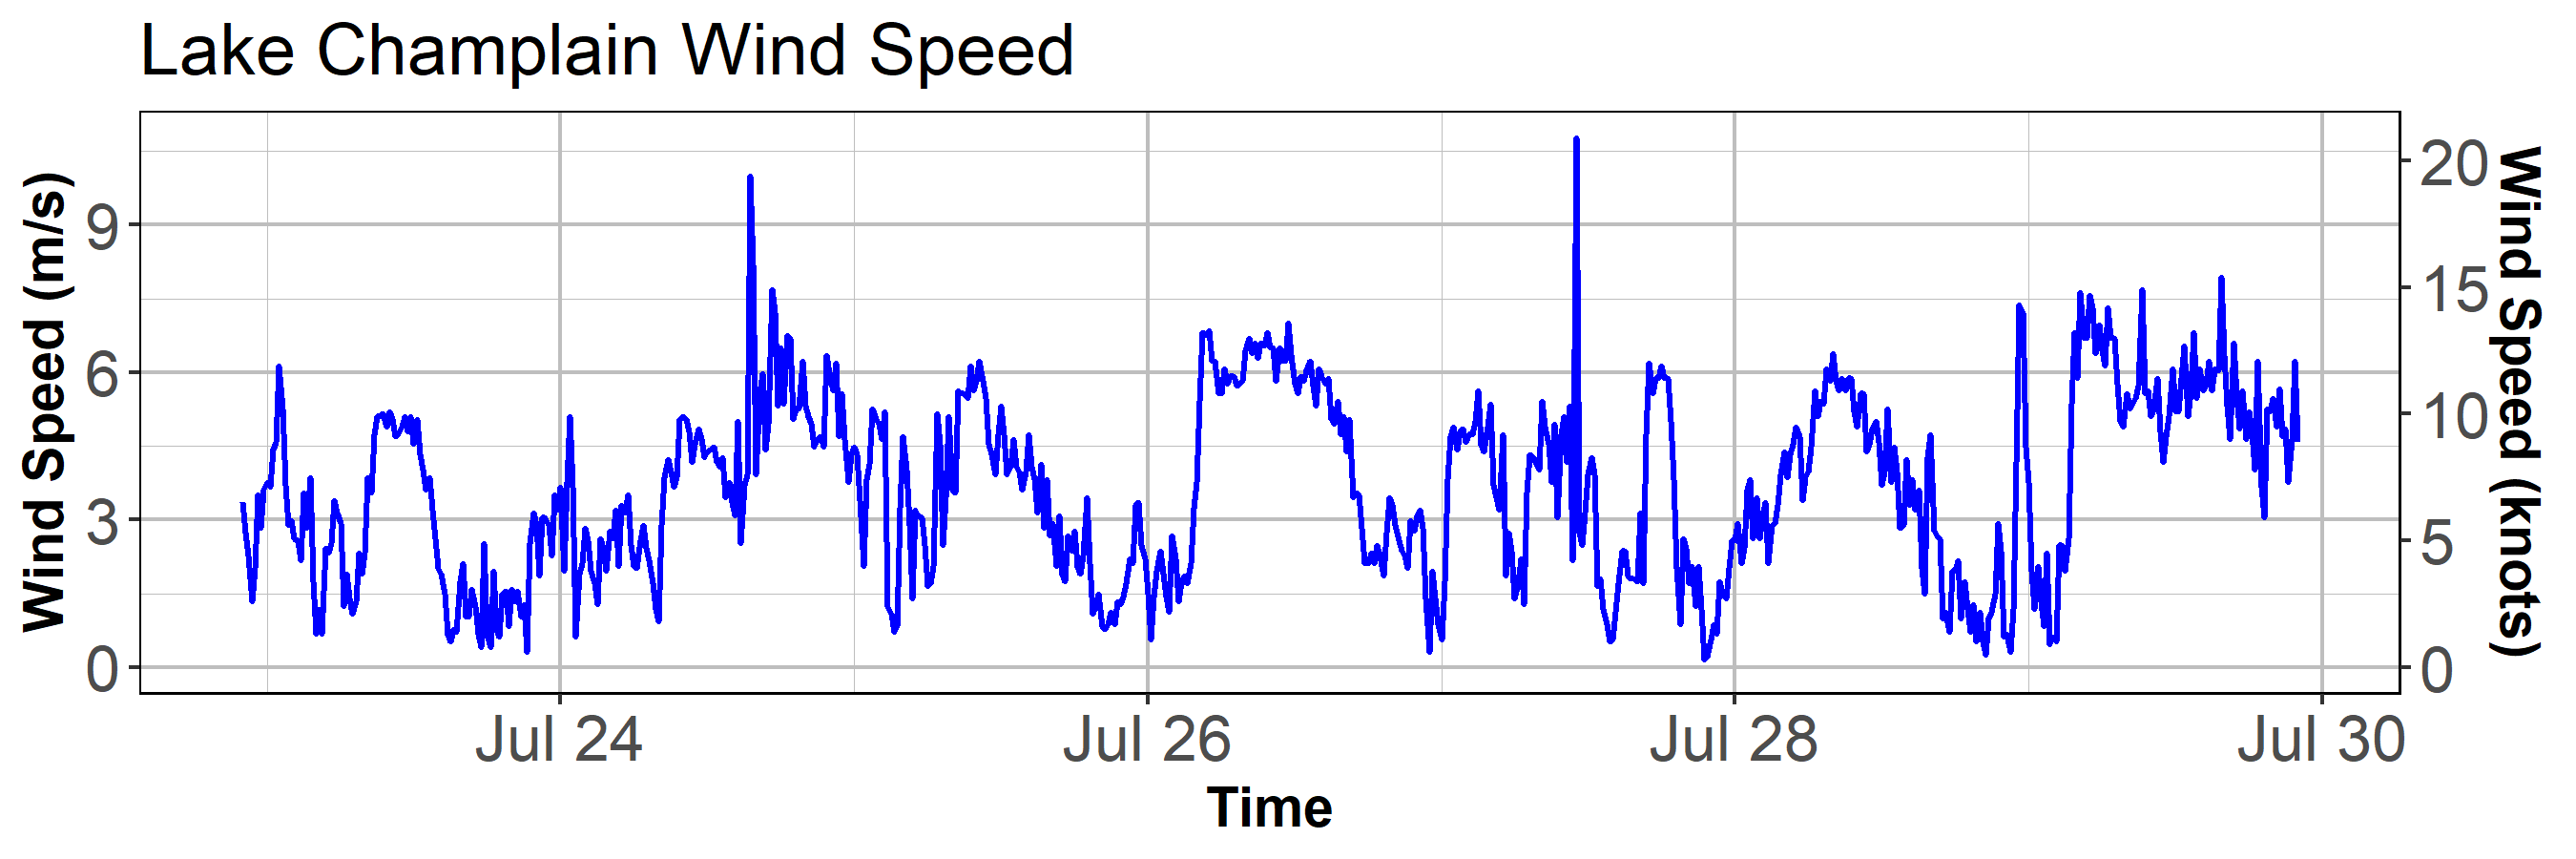 Lake Champlain Wind Speed
Wind Speed (m/s)
9
6
3
0
20
15
10
5
0
Wind Speed (knots)
Jul 24
Jul 26
Jul 28
Jul 30
Time